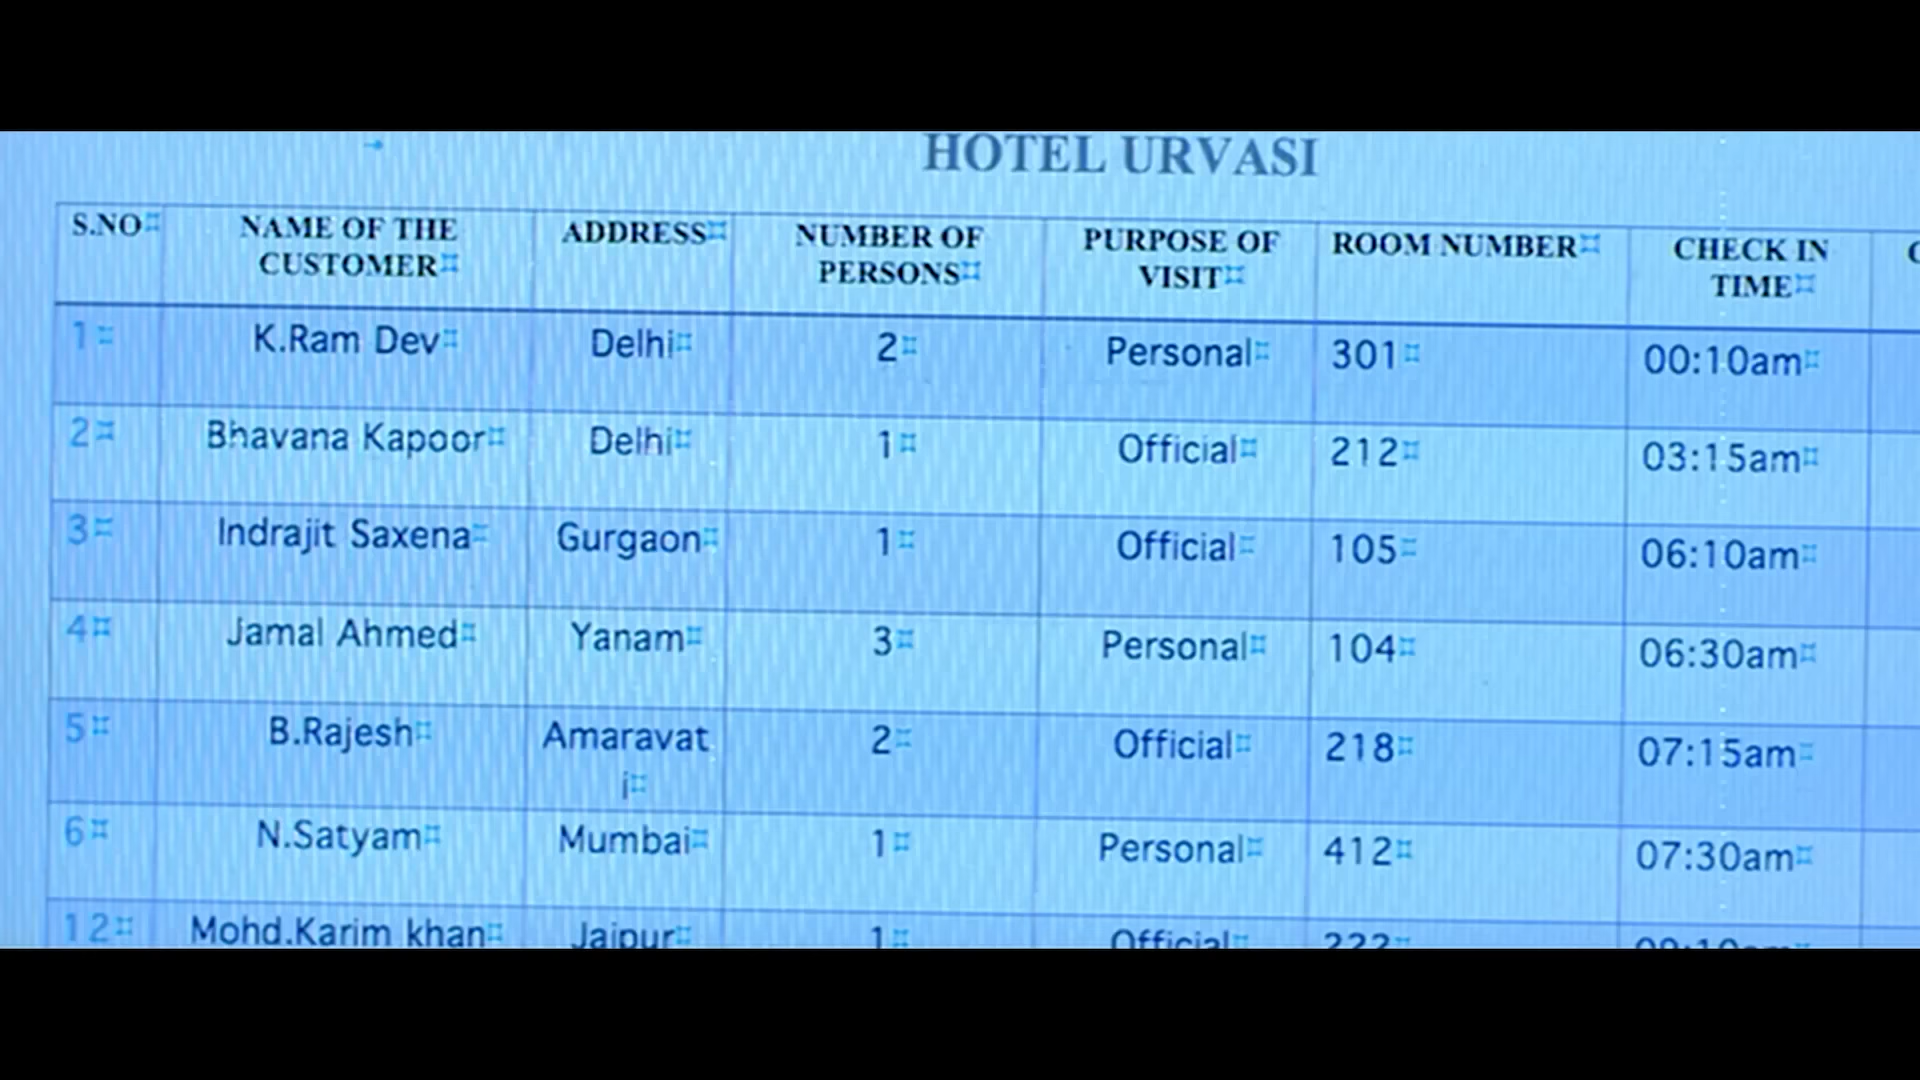 HOTEL URVASI
S.NO NAME OF THE CUSTOMER ADDRESS NUMBER OF PERSONS PURPOSE OF VISIT ROOM NUMBER CHECK IN TIME
1 K.Ram Dev Delhi 2 Personal 301 00:10am
2 Bhavana Kapoor Delhi 1 Official 212 03:15am
3 Indrajit Saxena Gurgaon 1 Official 105 06:10am
4 Jamal Ahmed Yanam 3 Personal 104 06:30am
5 B.Rajesh Amaravati 2 Official 218 07:15am
6 N.Satyam Mumbai 1 Personal 412 07:30am
12 Mohd.Karim khan Jaipur 1 Official 222